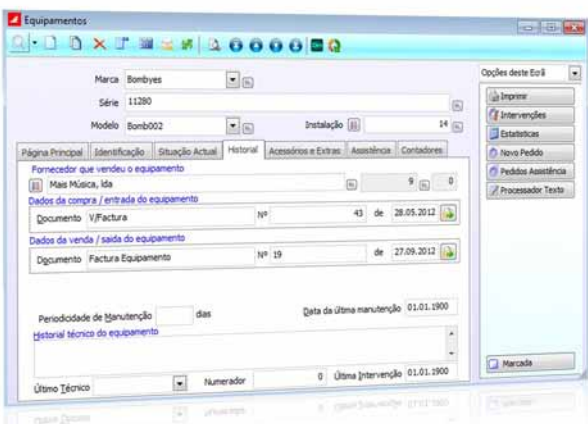 Equipamentos
Marca Bombyes
Série 11280
Modelo Bomb002 Instalação 14
Página Principal Identificação Situação Actual Historial Acessórios e Extras Assistência Contadores
Fornecedor que vendeu o equipamento
Mais Música, lda 9 0
Dados da compra / entrada do equipamento
Documento V/Factura Nº 43 de 28.05.2012
Dados da venda / saida do equipamento
Documento Factura Equipamento Nº 19 de 27.09.2012
Periodicidade de Manutenção dias Data da última manutenção 01.01.1900
Historial técnico do equipamento
Último Técnico Numerador 0 Última Intervenção 01.01.1900
Opções deste Ecrã
Imprimir
Intervenções
Estatisticas
Novo Pedido
Pedidos Assistência
Processador Texto
Marcada